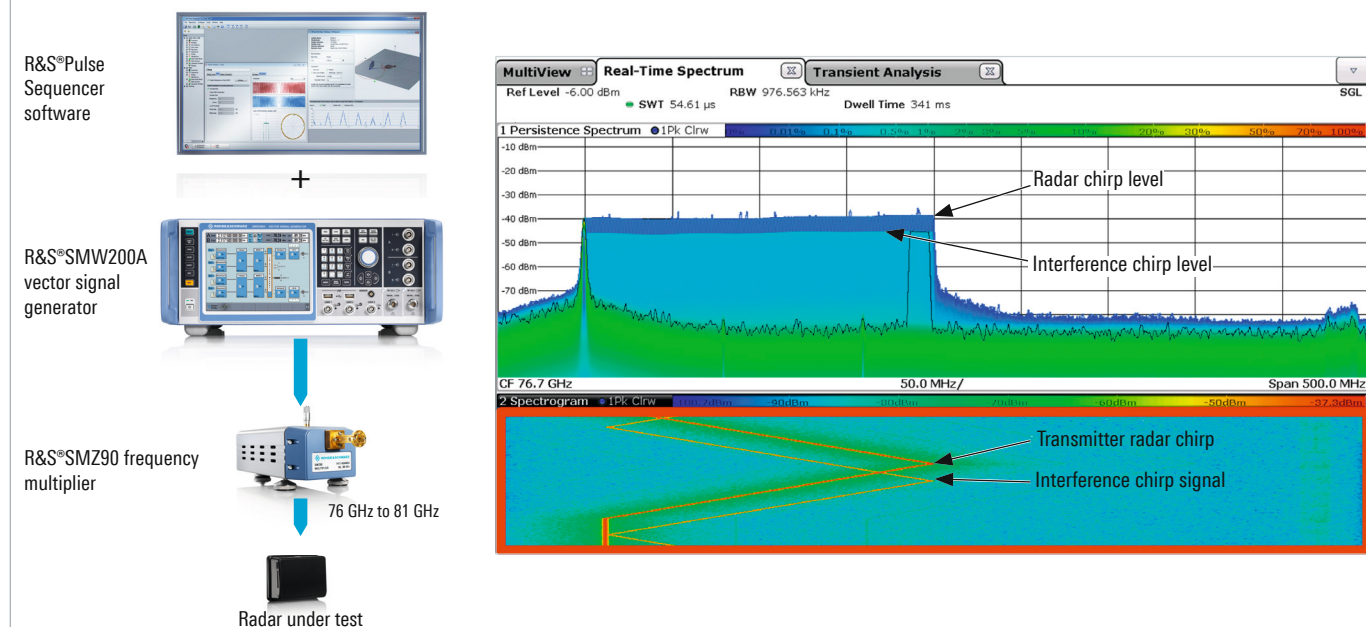 R&S®Pulse
Sequencer
software
+
R&S®SMW200A
vector signal
generator
R&S®SMZ90 frequency
multiplier
76 GHz to 81 GHz
Radar under test
MultiView Real-Time Spectrum Transient Analysis
Ref Level -6.00 dBm RBW 976.563 kHz SGL
SWT 54.61 µs Dwell Time 341 ms
1 Persistence Spectrum 1Pk Clrw 0.01% 0.1% 0.5% 1% 10% 20% 30% 50% 70% 100%
-10 dBm
-20 dBm
-30 dBm
-40 dBm
-50 dBm
-60 dBm
-70 dBm
Radar chirp level
Interference chirp level
CF 76.7 GHz 50.0 MHz/ Span 500.0 MHz
2 Spectrogram 1Pk Clrw -100.7dBm -90dBm -80dBm -70dBm -60dBm -50dBm -37.3dBm
Transmitter radar chirp
Interference chirp signal